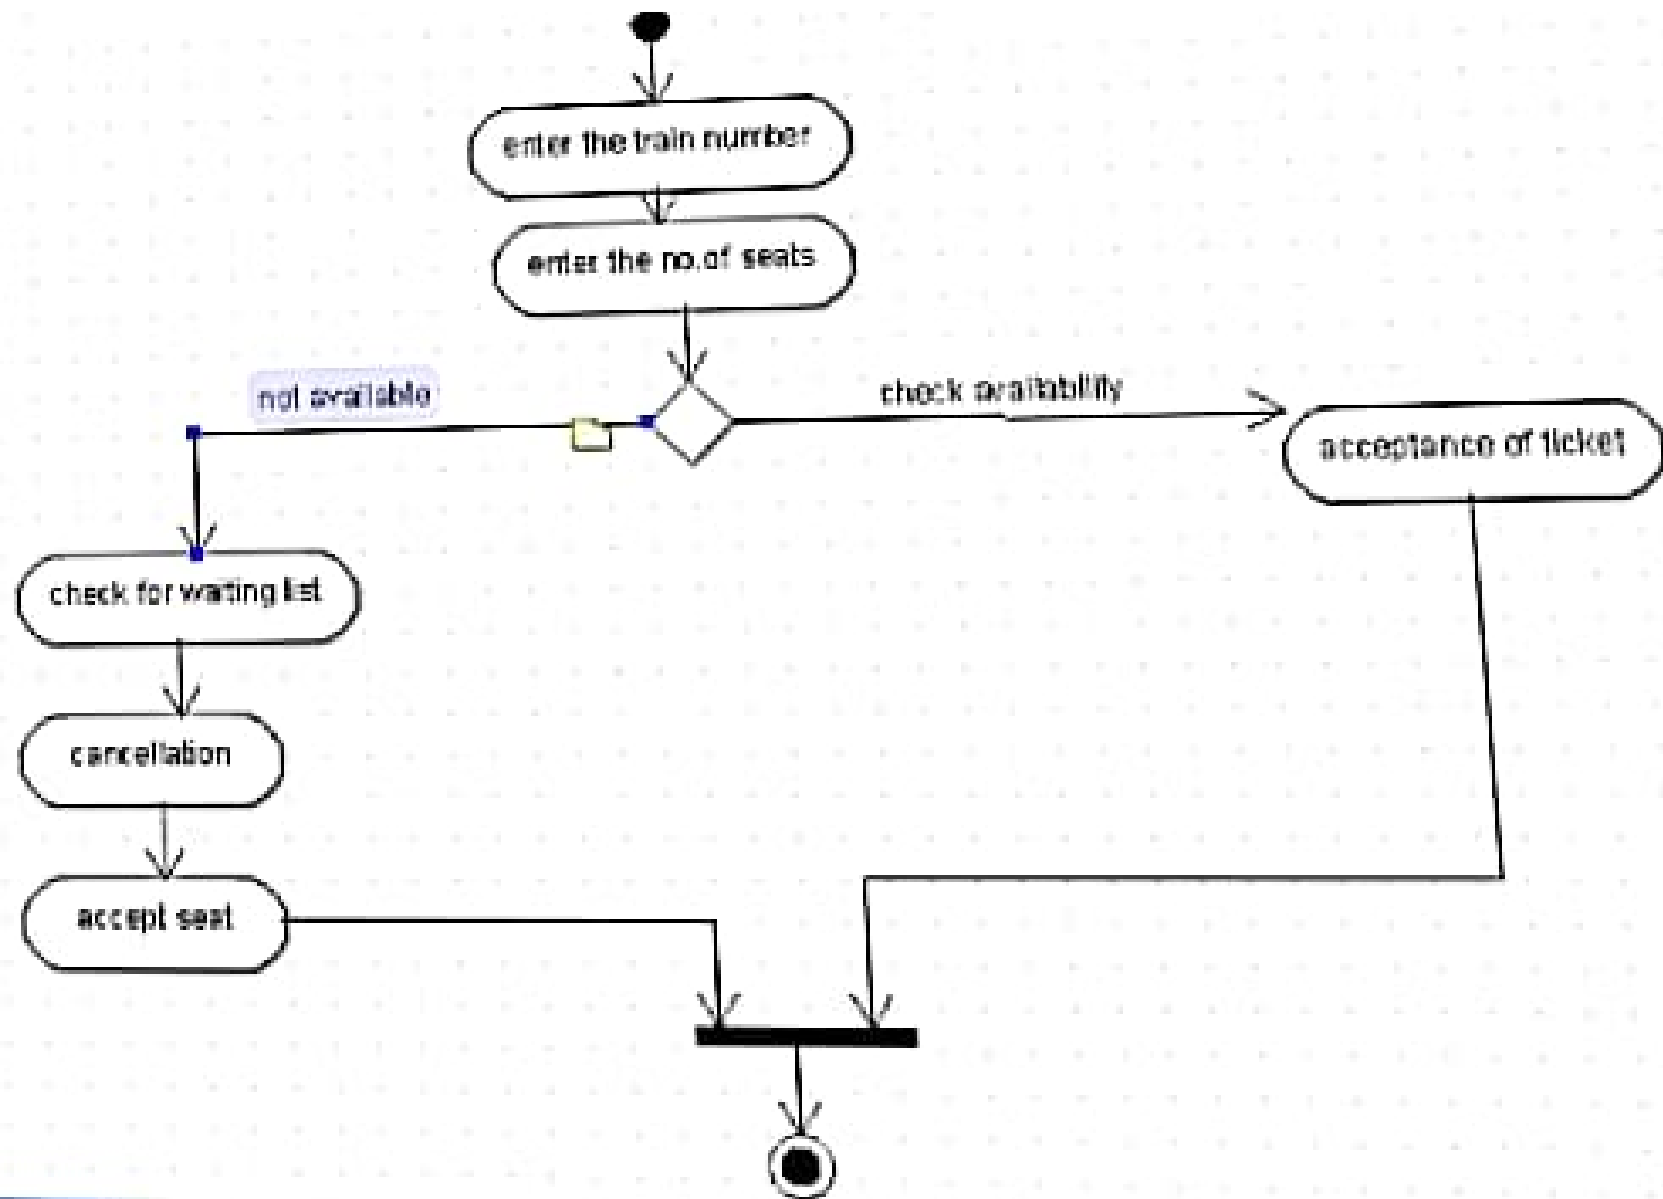 enter the train number
enter the no.of seats
not available
check availability
acceptance of ticket
check for waiting list
cancellation
accept seat